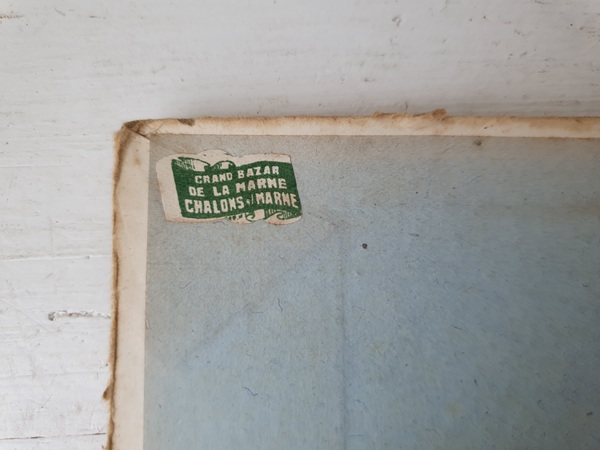 GRAND BAZAR
DE LA MARNE
CHALONS s/ MARNE